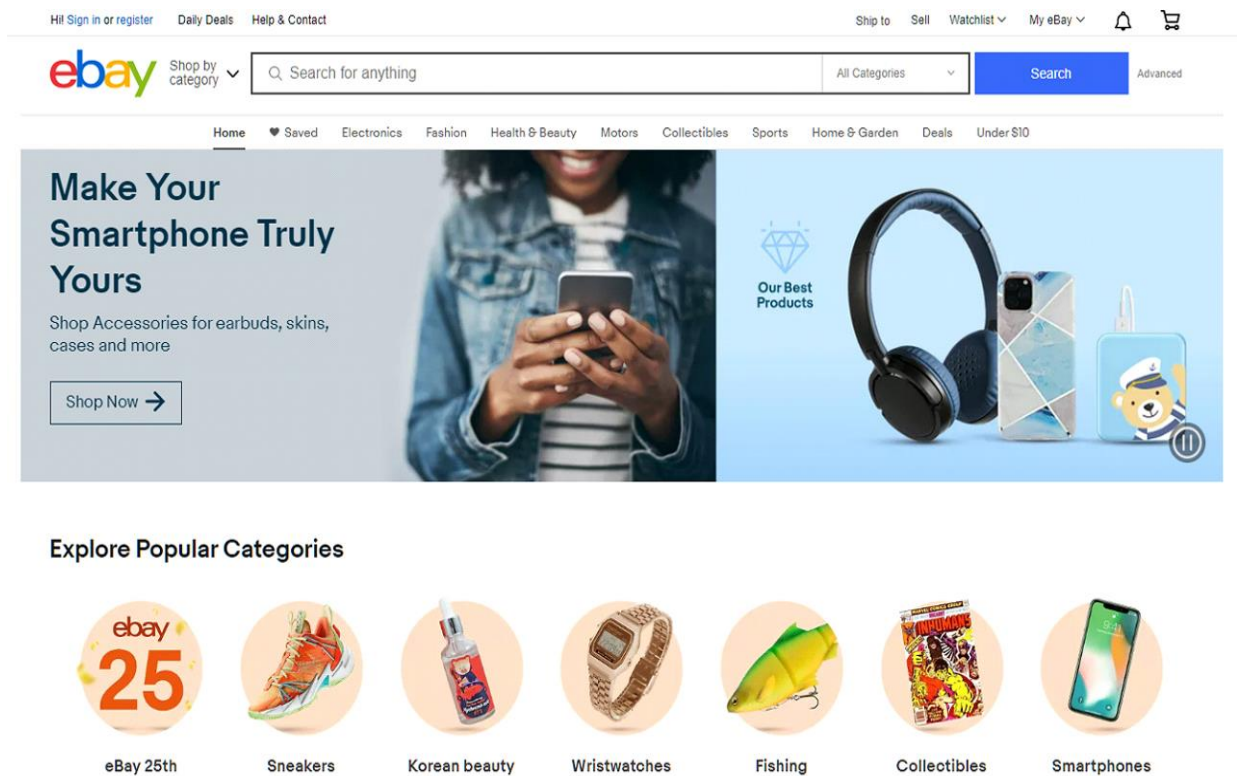 Hi! Sign in or register Daily Deals Help & Contact Ship to Sell Watchlist My eBay
ebay Shop by category Search for anything All Categories Search Advanced
Home Saved Electronics Fashion Health & Beauty Motors Collectibles Sports Home & Garden Deals Under $10
Make Your
Smartphone Truly
Yours
Shop Accessories for earbuds, skins,
cases and more
Shop Now
Our Best
Products
Explore Popular Categories
ebay
25
INHUMANS
9:41
eBay 25th Sneakers Korean beauty Wristwatches Fishing Collectibles Smartphones